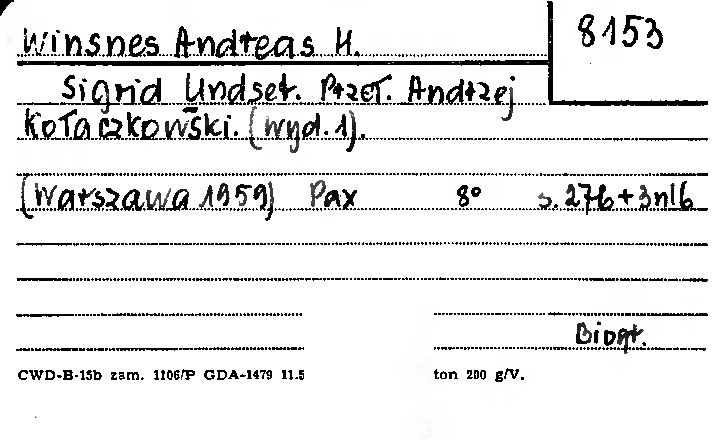 Winsnes Andreas H.
8153
Sigrid Undset. Przeł. Andrzej
Kołaczkowski. (wyd. 1).
(Warszawa 1959) Pax 8° s. 276+3nlb
Biogr.
CWD-B-15b zam. 1106/P GDA-1479 11.5 ton 200 g/V.